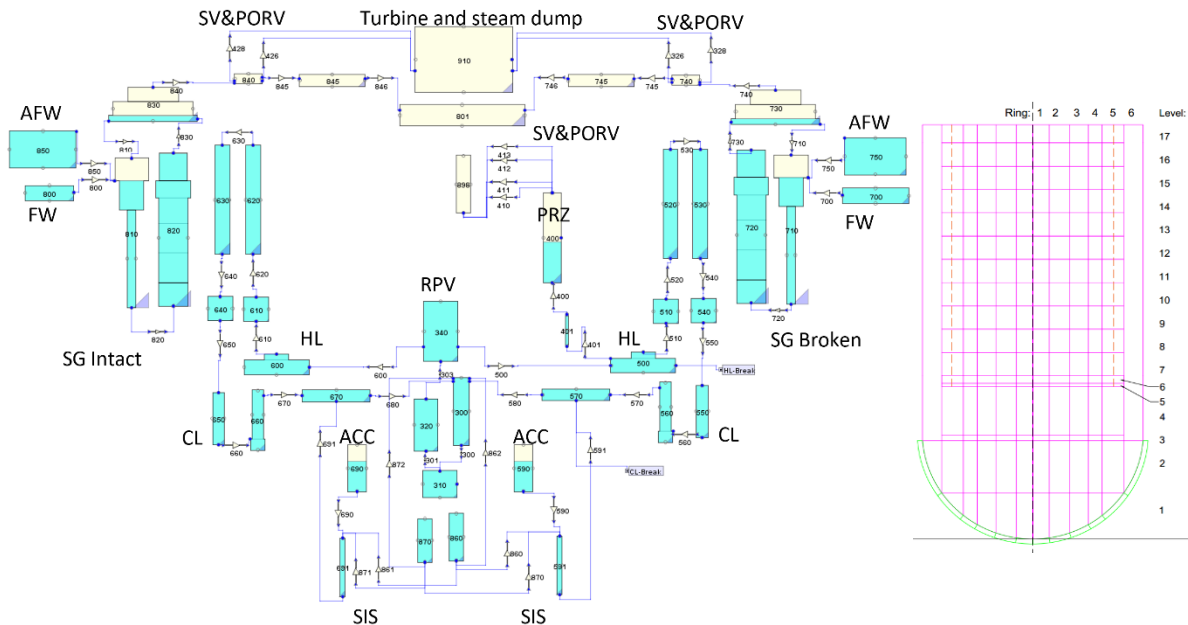 SV&PORV Turbine and steam dump SV&PORV
428 426 910 326 328
840 840 845 845 846 746 745 745 740 740
830 801 730
AFW SV&PORV AFW
850 830 810 413 730 710 750
850 630 412 530 750
800 411
800 898 410 700 700
FW 630 620 PRZ 520 530 FW
810 820 400 720 710
640 620 RPV 400 520 540
640 610 510 540
820 720
SG Intact 650 610 HL 340 401 401 HL 510 550 SG Broken
600 600 303 500 500 HL-Break
670 670 680 300 580 570 570
650 660 320 560 550
CL 691 ACC 872 301 300 862 ACC 591 CL
660 690 310 590 560
CL-Break
690 870 860 590
691 871 861 860 870 591
SIS SIS
Ring: 1 2 3 4 5 6 Level:
17
16
15
14
13
12
11
10
9
8
7
6
5
4
3
2
1